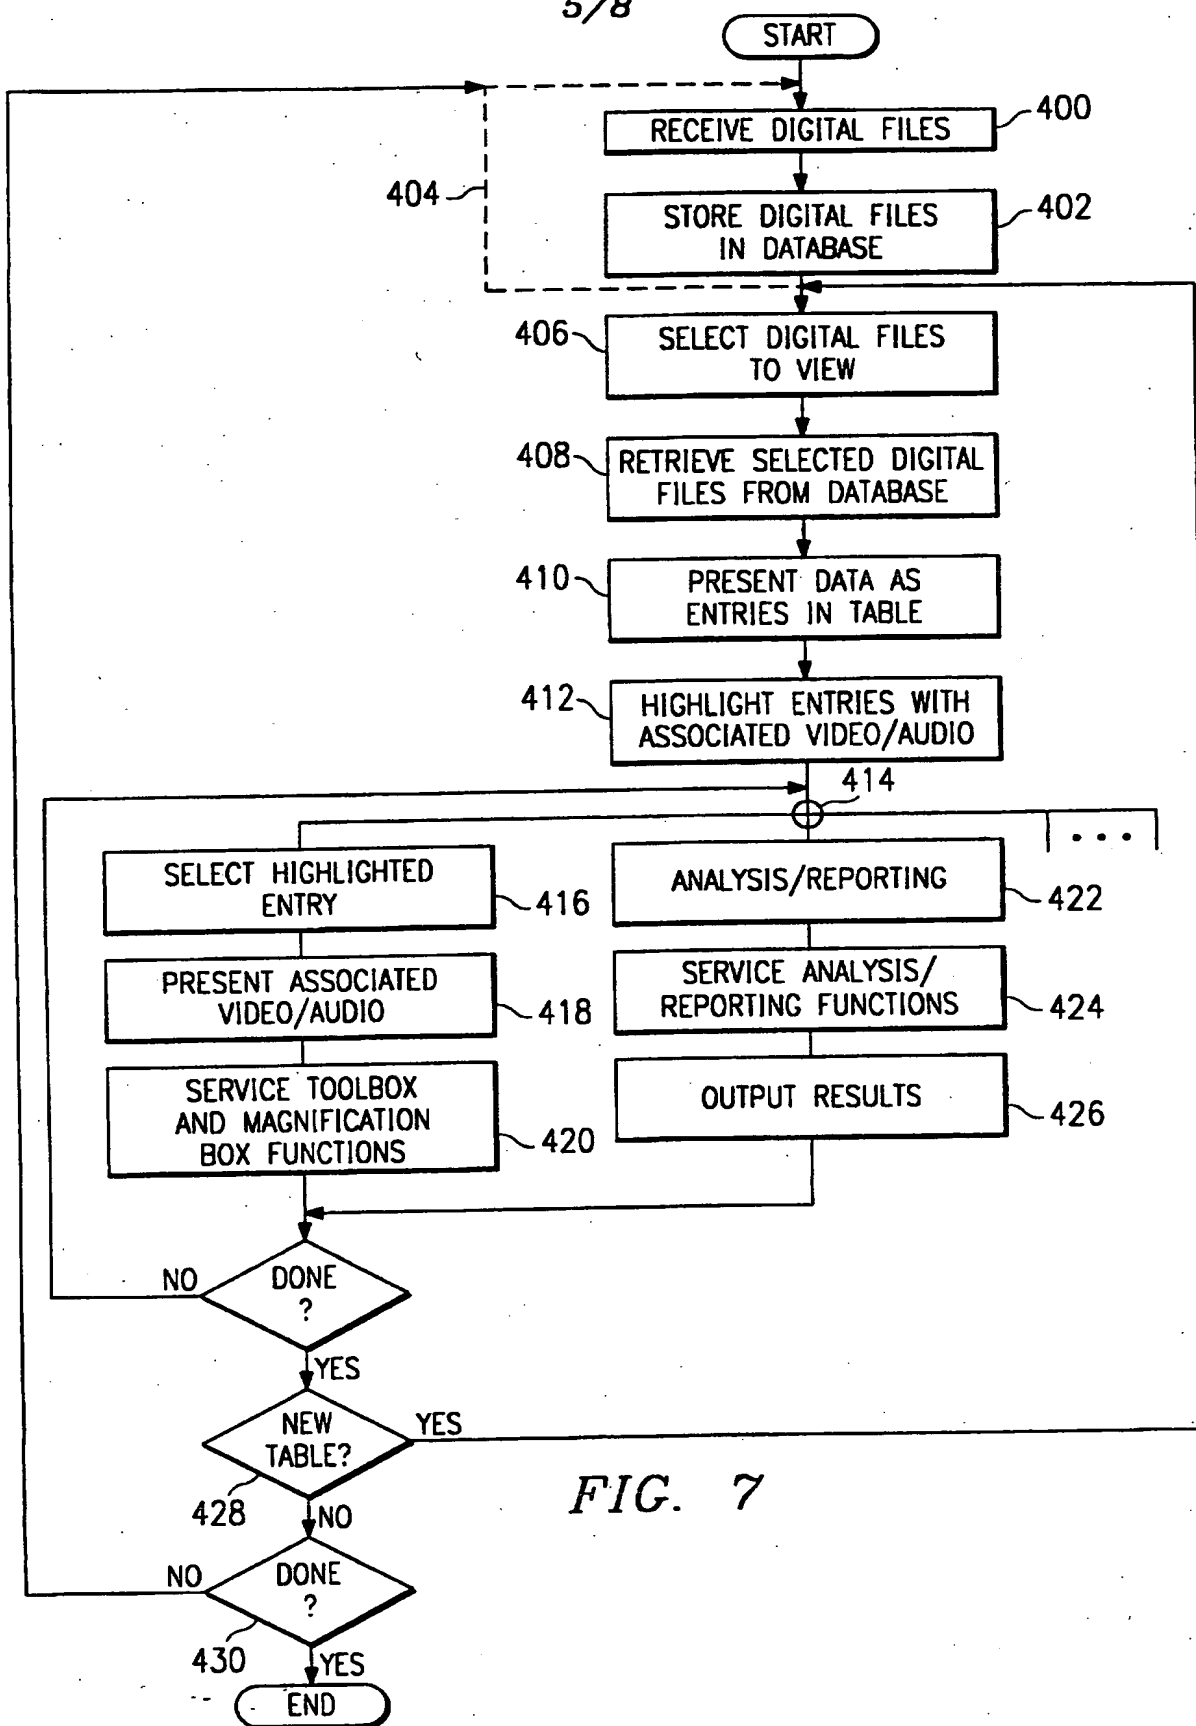 5/8
START
RECEIVE DIGITAL FILES
400
STORE DIGITAL FILES
IN DATABASE
402
404
406
SELECT DIGITAL FILES
TO VIEW
408
RETRIEVE SELECTED DIGITAL
FILES FROM DATABASE
410
PRESENT DATA AS
ENTRIES IN TABLE
412
HIGHLIGHT ENTRIES WITH
ASSOCIATED VIDEO/AUDIO
414
SELECT HIGHLIGHTED
ENTRY
416
ANALYSIS/REPORTING
422
• • •
PRESENT ASSOCIATED
VIDEO/AUDIO
418
SERVICE ANALYSIS/
REPORTING FUNCTIONS
424
SERVICE TOOLBOX
AND MAGNIFICATION
BOX FUNCTIONS
420
OUTPUT RESULTS
426
NO
DONE
?
YES
NEW
TABLE?
YES
428
NO
NO
DONE
?
430
YES
END
FIG. 7